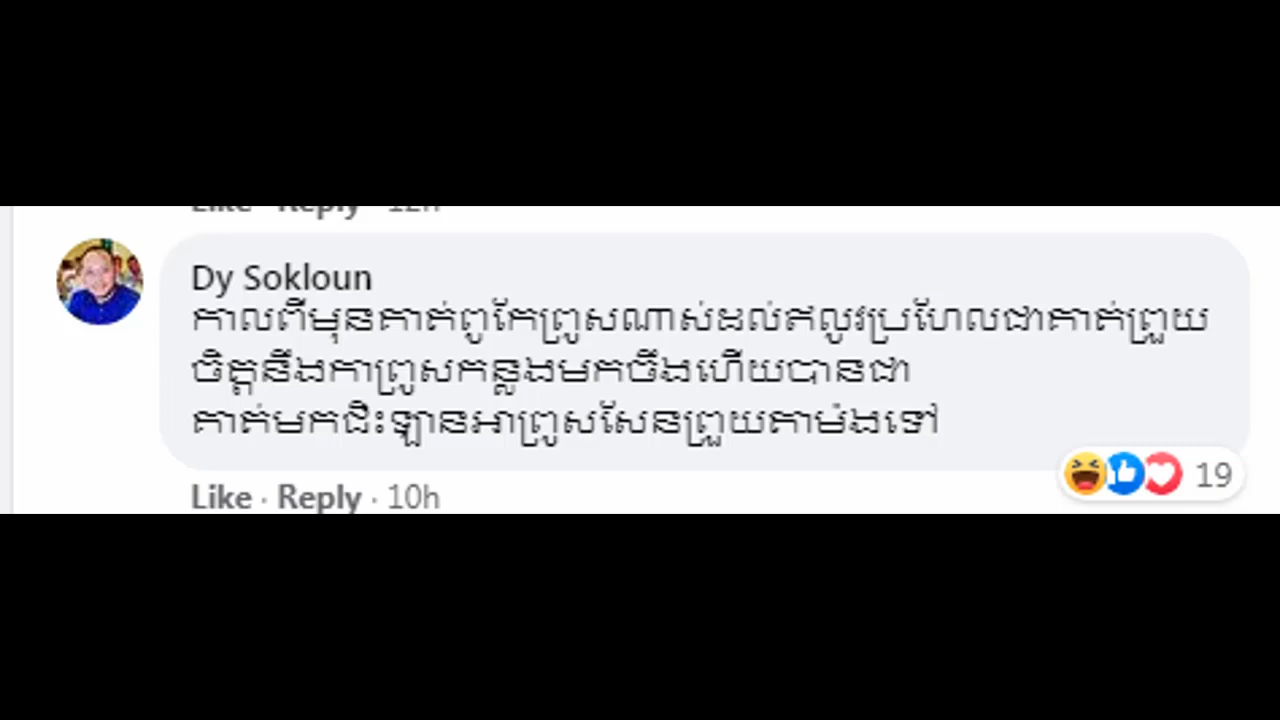 Like · Reply · 12h
Dy Sokloun
កាលពីមុនគាត់ពូកែព្រូសណាស់ដល់ឥលូវប្រហែលជាគាត់ព្រួយ
ចិត្តនឹងកាព្រូសកន្លងមកចឹងហើយបានជា
គាត់មកជិះឡានអាព្រូសសែនព្រួយតាម៉ងទៅ
19
Like · Reply · 10h